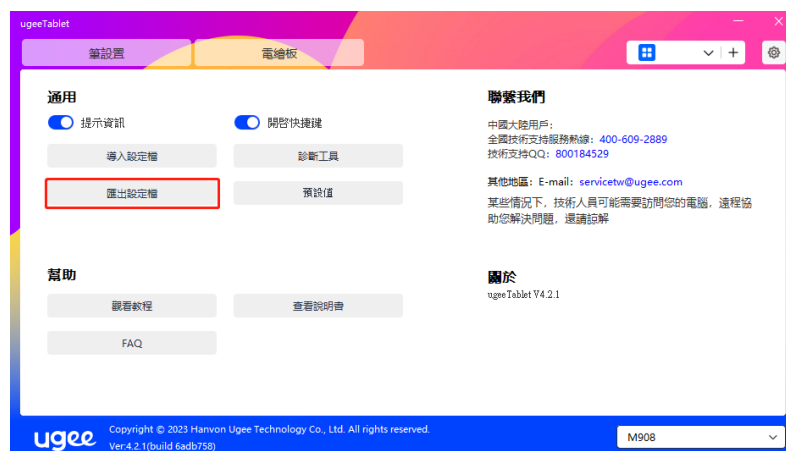 ugeeTablet
筆設置
電繪板
通用
提示資訊
開啓快捷鍵
導入設定檔
診斷工具
匯出設定檔
預設值
聯繫我們
中國大陸用戶：
全國技術支持服務熱線：400-609-2889
技術支持QQ：800184529
其他地區：E-mail：servicetw@ugee.com
某些情況下，技術人員可能需要訪問您的電腦，遠程協
助您解決問題，還請諒解
幫助
觀看教程
查看說明書
FAQ
關於
ugeeTablet V4.2.1
ugee
Copyright © 2023 Hanvon Ugee Technology Co., Ltd. All rights reserved.
Ver:4.2.1(build 6adb758)
M908